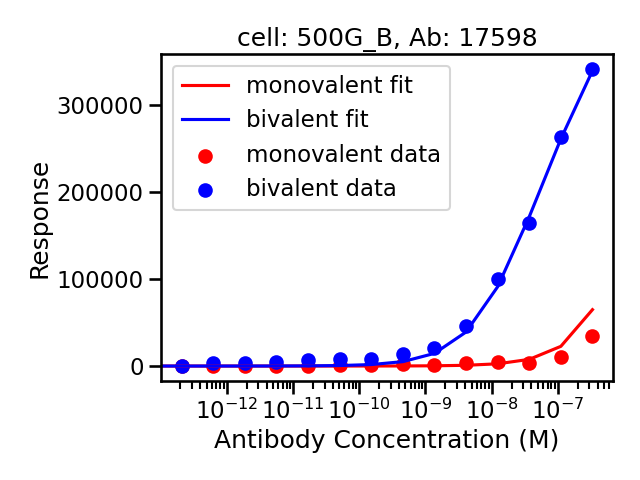 cell: 500G_B, Ab: 17598
monovalent fit
bivalent fit
monovalent data
bivalent data
Response
300000
200000
100000
0
10⁻¹² 10⁻¹¹ 10⁻¹⁰ 10⁻⁹ 10⁻⁸ 10⁻⁷
Antibody Concentration (M)